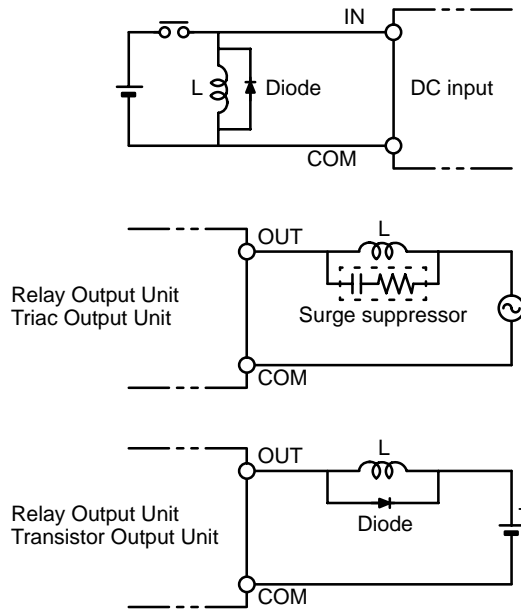 IN
L
Diode
DC input
COM
OUT
L
Relay Output Unit
Triac Output Unit
Surge suppressor
COM
OUT
L
Relay Output Unit
Transistor Output Unit
Diode
COM